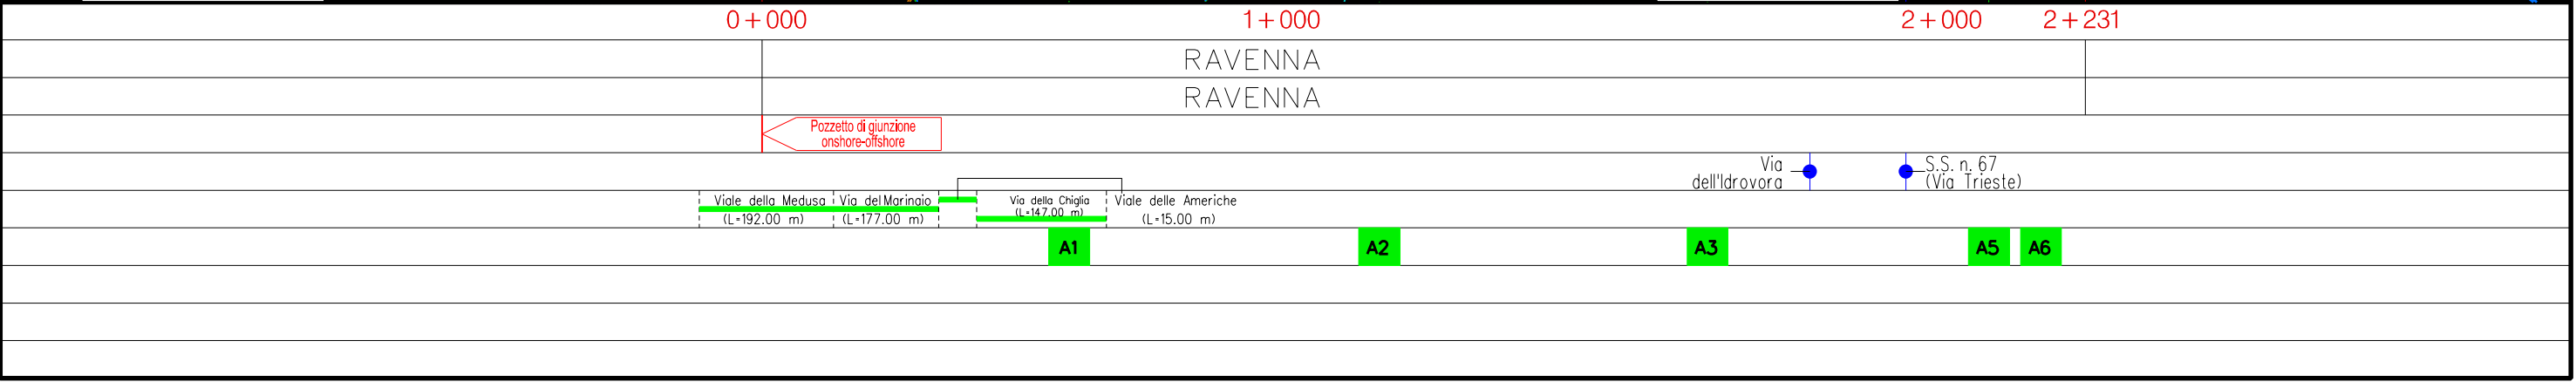 0+000 1+000 2+000 2+231
RAVENNA
RAVENNA
Pozzetto di giunzione
onshore-offshore
Via
dell'Idrovora
S.S. n. 67
(Via Trieste)
Viale della Medusa
(L=192.00 m)
Via del Marinaio
(L=177.00 m)
Via della Chiglia
(L=147.00 m)
Viale delle Americhe
(L=15.00 m)
A1 A2 A3 A5 A6